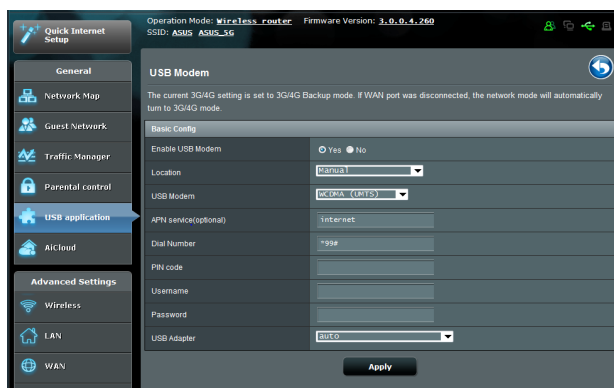 Quick Internet
Setup
Operation Mode: Wireless router Firmware Version: 3.0.0.4.260
SSID: ASUS ASUS_5G
General
Network Map
Guest Network
Traffic Manager
Parental control
USB application
AiCloud
Advanced Settings
Wireless
LAN
WAN
USB Modem
The current 3G/4G setting is set to 3G/4G Backup mode. If WAN port was disconnected, the network mode will automatically
turn to 3G/4G mode.
Basic Config
Enable USB Modem Yes No
Location Manual
USB Modem WCDMA (UMTS)
APN service(optional) internet
Dial Number *99#
PIN code
Username
Password
USB Adapter auto
Apply